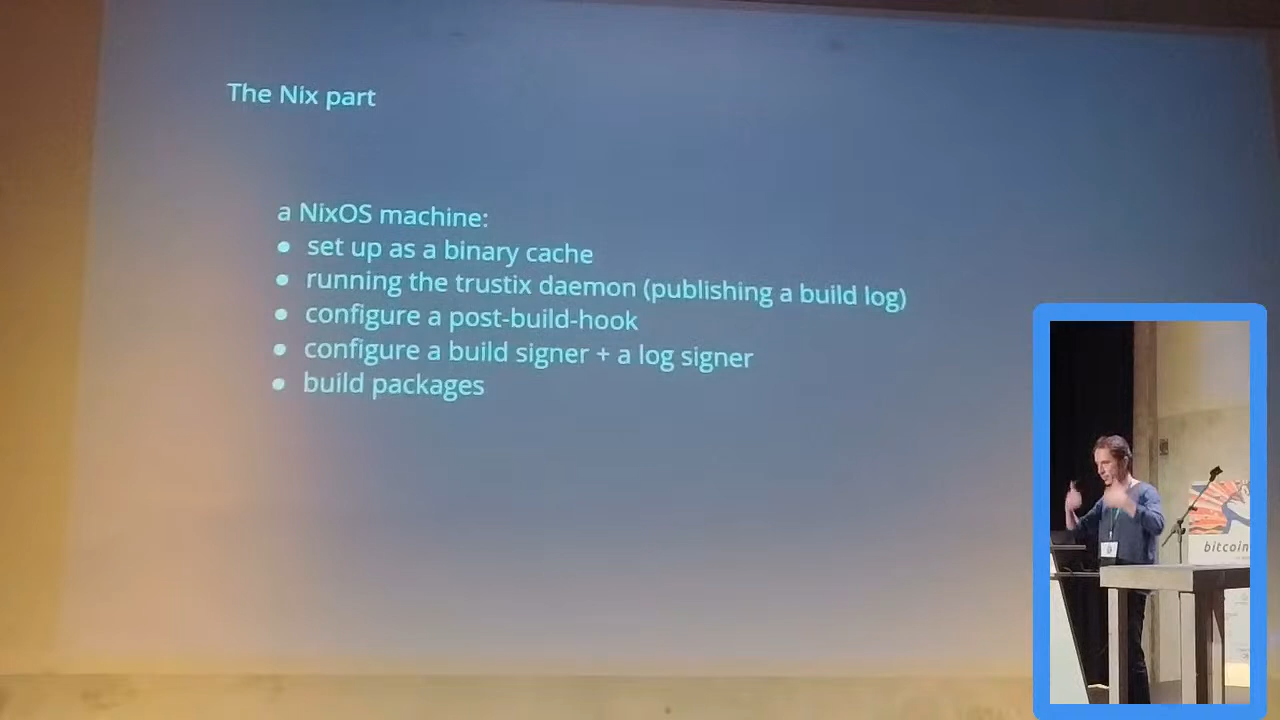 The Nix part
a NixOS machine:
● set up as a binary cache
● running the trustix daemon (publishing a build log)
● configure a post-build-hook
● configure a build signer + a log signer
● build packages
bitcoin